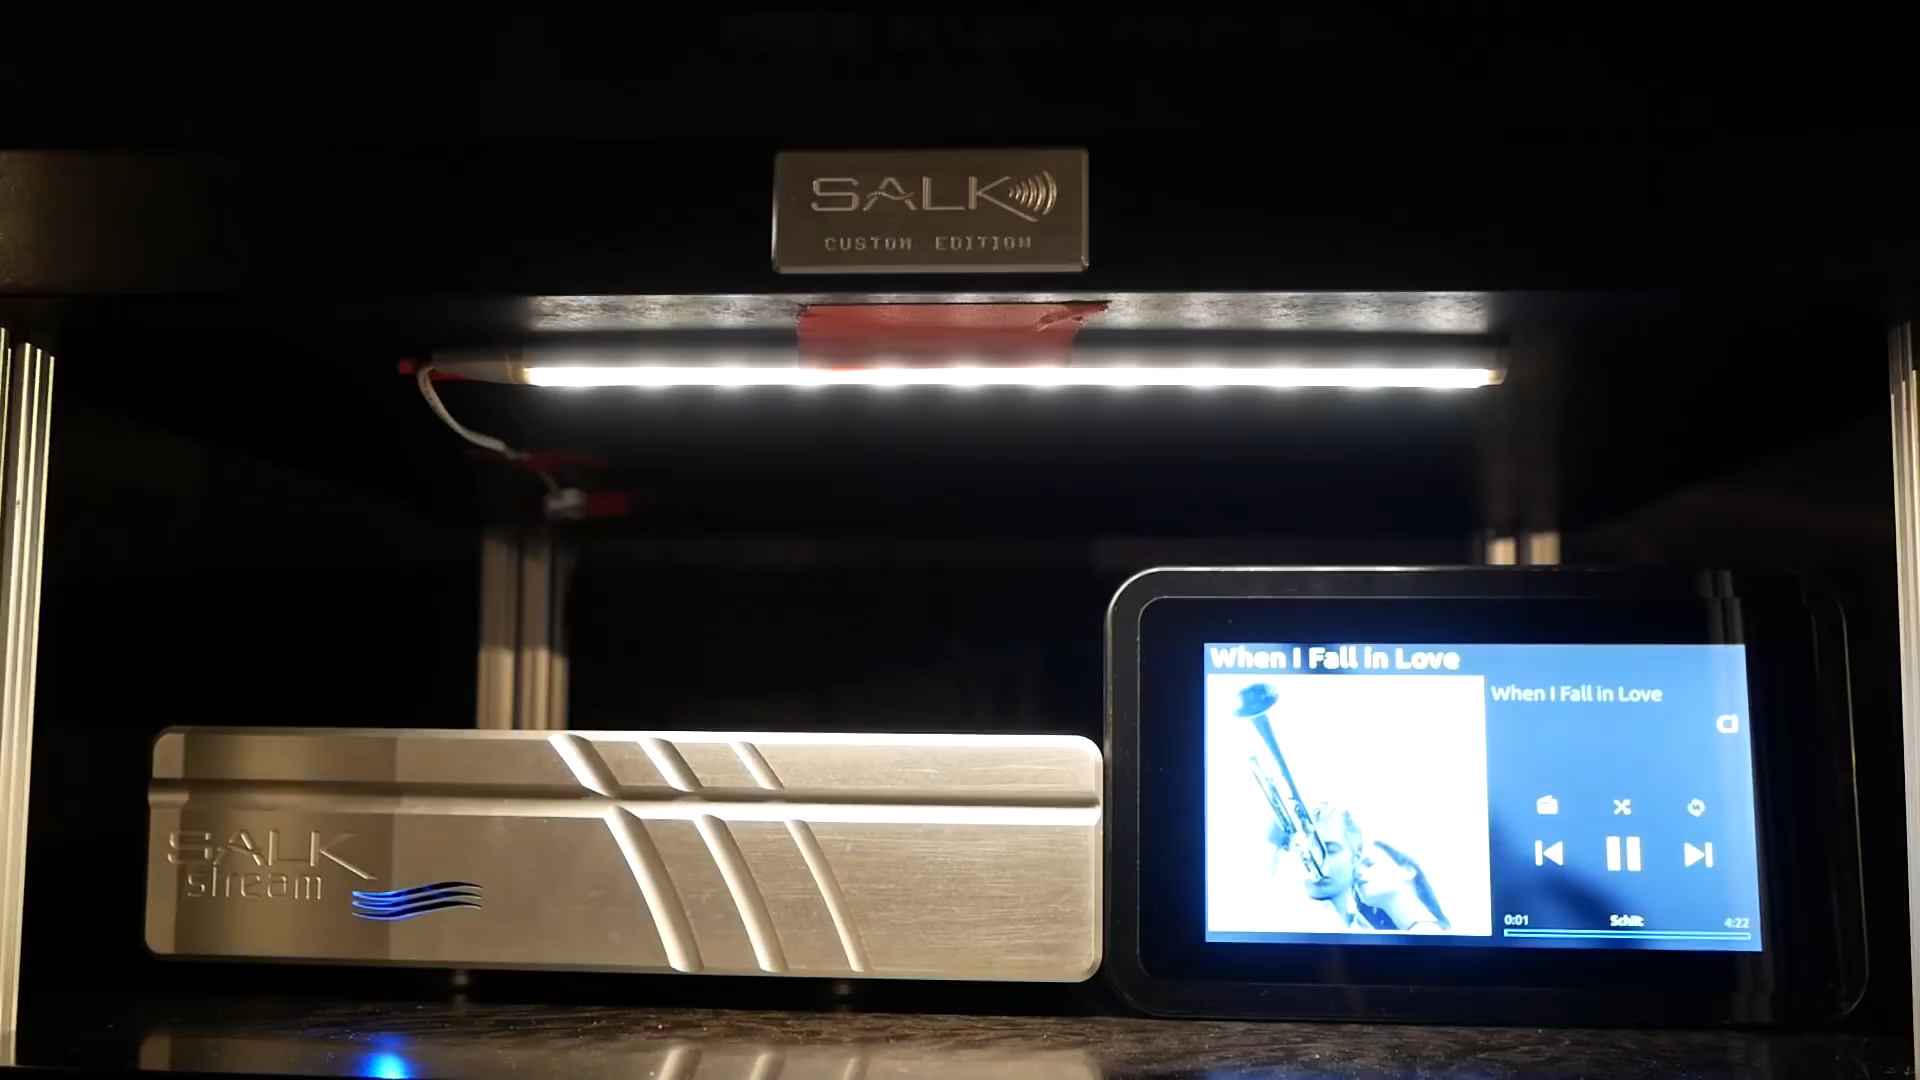 SALK
CUSTOM EDITION
When I Fall in Love
When I Fall in Love
0:01
Schiit
4:22
SALK
stream